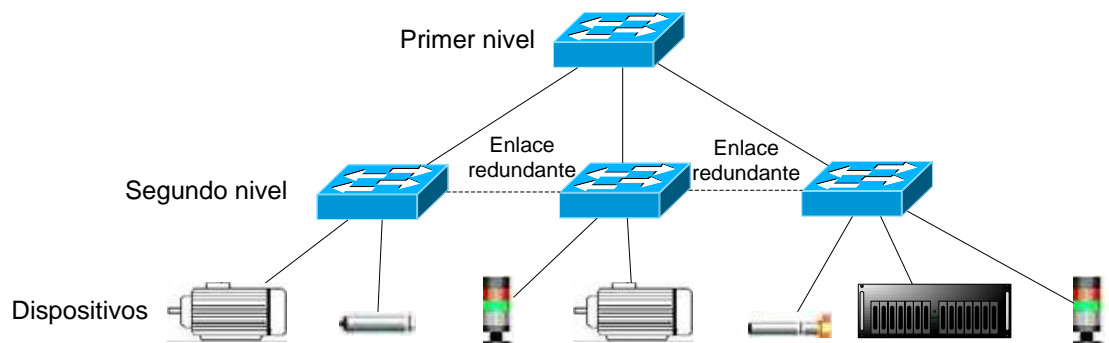 Primer nivel
Enlace
redundante
Enlace
redundante
Segundo nivel
Dispositivos